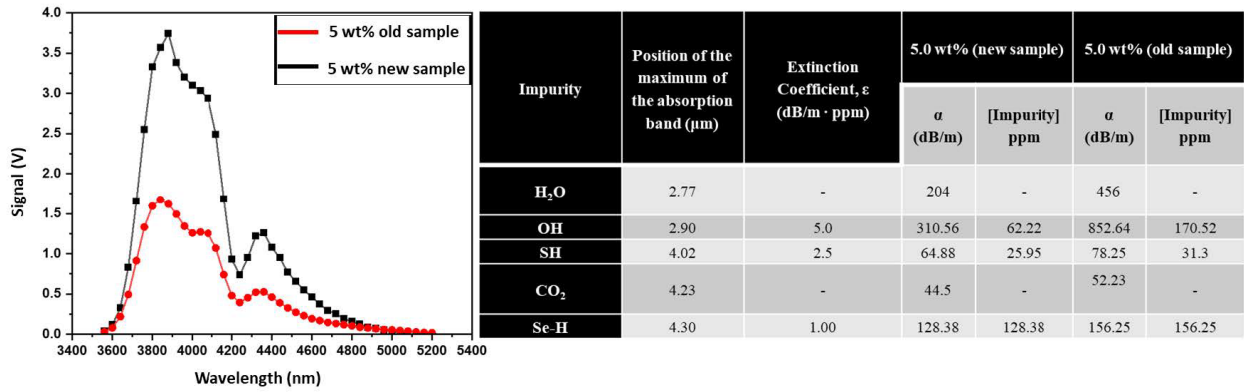 4.0
3.5
3.0
2.5
2.0
1.5
1.0
0.5
0.0
Signal (V)
5 wt% old sample
5 wt% new sample
3400 3600 3800 4000 4200 4400 4600 4800 5000 5200 5400
Wavelength (nm)
Impurity
Position of the
maximum of
the absorption
band (μm)
Extinction
Coefficient, ε
(dB/m · ppm)
5.0 wt% (new sample)
5.0 wt% (old sample)
α
(dB/m)
[Impurity]
ppm
α
(dB/m)
[Impurity]
ppm
H₂O 2.77 - 204 - 456 -
OH 2.90 5.0 310.56 62.22 852.64 170.52
SH 4.02 2.5 64.88 25.95 78.25 31.3
CO₂ 4.23 - 44.5 - 52.23 -
Se-H 4.30 1.00 128.38 128.38 156.25 156.25